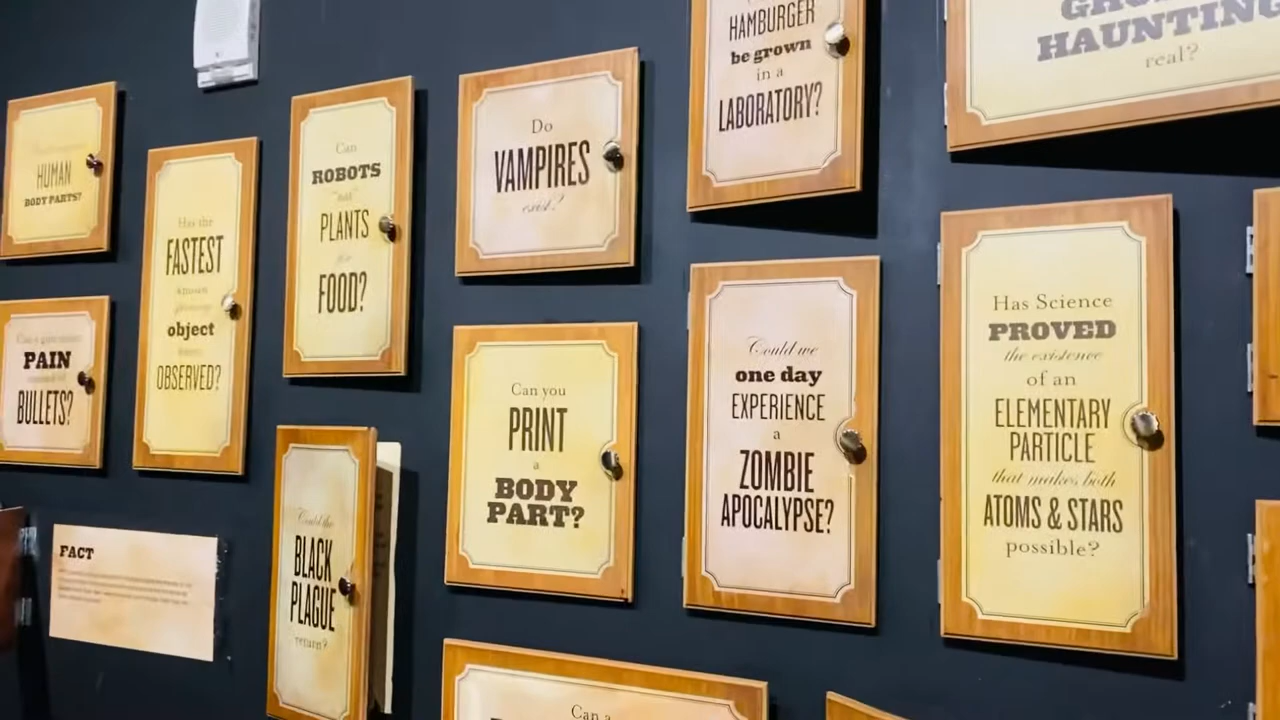 HUMAN
BODY PARTS?
PAIN
BULLETS?
FACT
Has the
FASTEST
object
OBSERVED?
Can
ROBOTS
"eat"
PLANTS
for
FOOD?
Could the
BLACK
PLAGUE
return?
Do
VAMPIRES
exist?
Can you
PRINT
a
BODY
PART?
Can a
HAMBURGER
be grown
in a
LABORATORY?
Could we
one day
EXPERIENCE
a
ZOMBIE
APOCALYPSE?
HAUNTING
real?
Has Science
PROVED
the existence
of an
ELEMENTARY
PARTICLE
that makes both
ATOMS & STARS
possible?